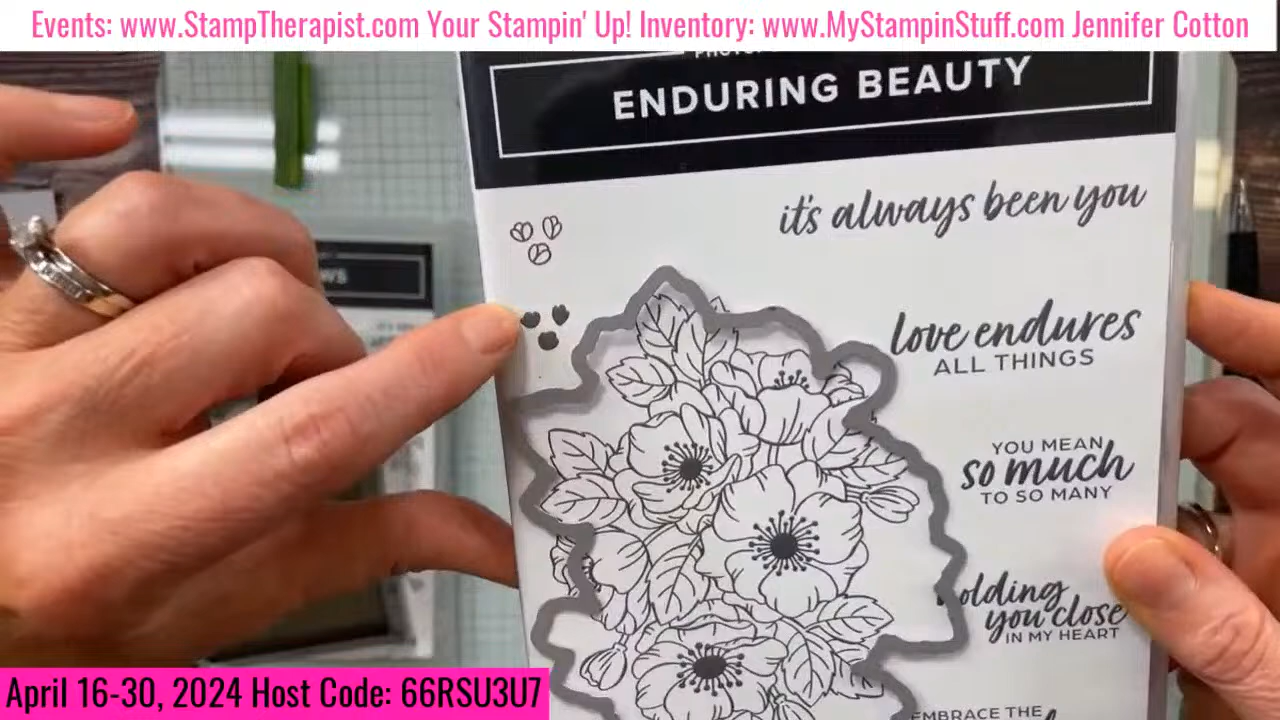 Events: www.StampTherapist.com Your Stampin' Up! Inventory: www.MyStampinStuff.com Jennifer Cotton
ENDURING BEAUTY
it's always been you
love endures
ALL THINGS
YOU MEAN
so much
TO SO MANY
you close
IN MY HEART
EMBRACE THE
April 16-30, 2024 Host Code: 66RSU3U7